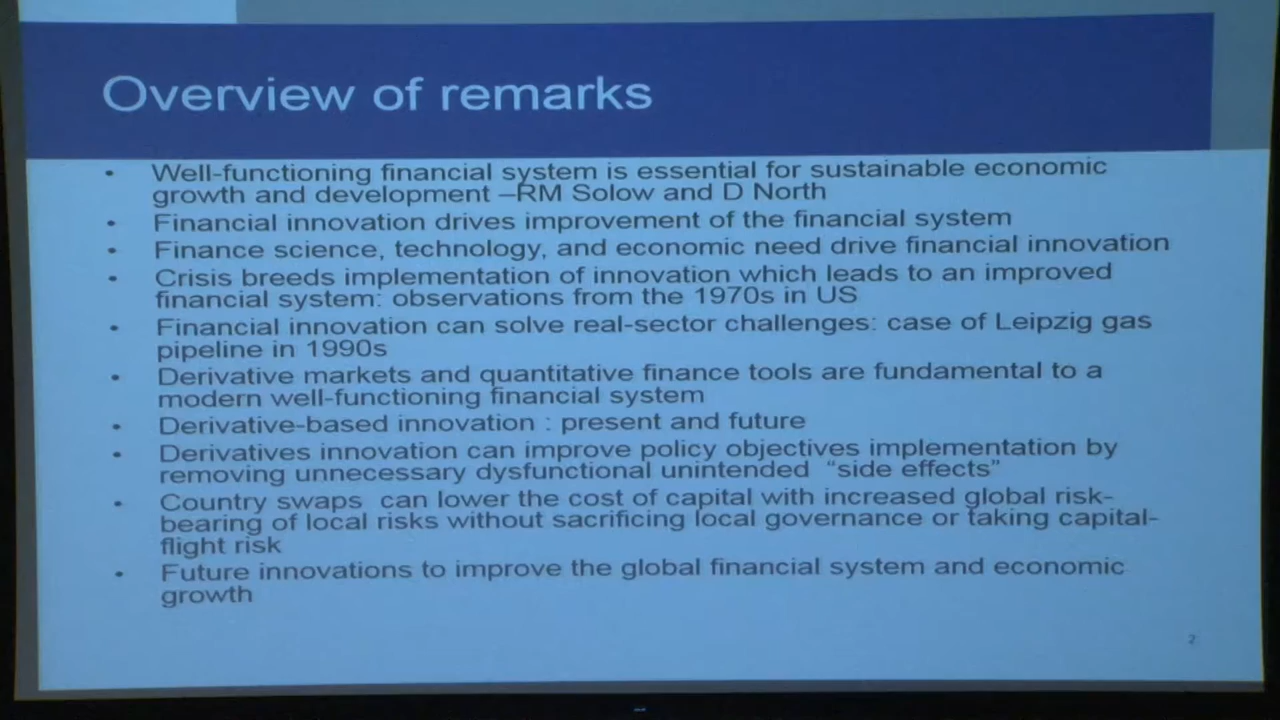 Overview of remarks
• Well-functioning financial system is essential for sustainable economic
growth and development –RM Solow and D North
• Financial innovation drives improvement of the financial system
• Finance science, technology, and economic need drive financial innovation
• Crisis breeds implementation of innovation which leads to an improved
financial system: observations from the 1970s in US
• Financial innovation can solve real-sector challenges: case of Leipzig gas
pipeline in 1990s
• Derivative markets and quantitative finance tools are fundamental to a
modern well-functioning financial system
• Derivative-based innovation : present and future
• Derivatives innovation can improve policy objectives implementation by
removing unnecessary dysfunctional unintended “side effects”
• Country swaps can lower the cost of capital with increased global risk-
bearing of local risks without sacrificing local governance or taking capital-
flight risk
• Future innovations to improve the global financial system and economic
growth
2